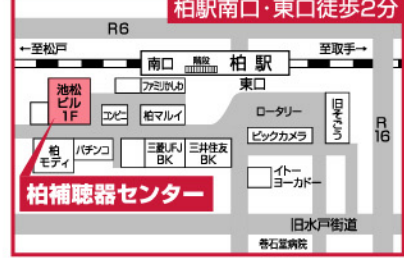 柏駅南口・東口徒歩2分
R6
←至松戸
至取手→
南口
階段
柏駅
池松
ビル
1F
ファミリかしわ
東口
コンビニ
柏マルイ
ロータリー
旧そごう
R
16
ビックカメラ
柏
モディ
パチンコ
三菱UFJ
BK
三井住友
BK
イトー
ヨーカドー
柏補聴器センター
旧水戸街道
巻石堂病院